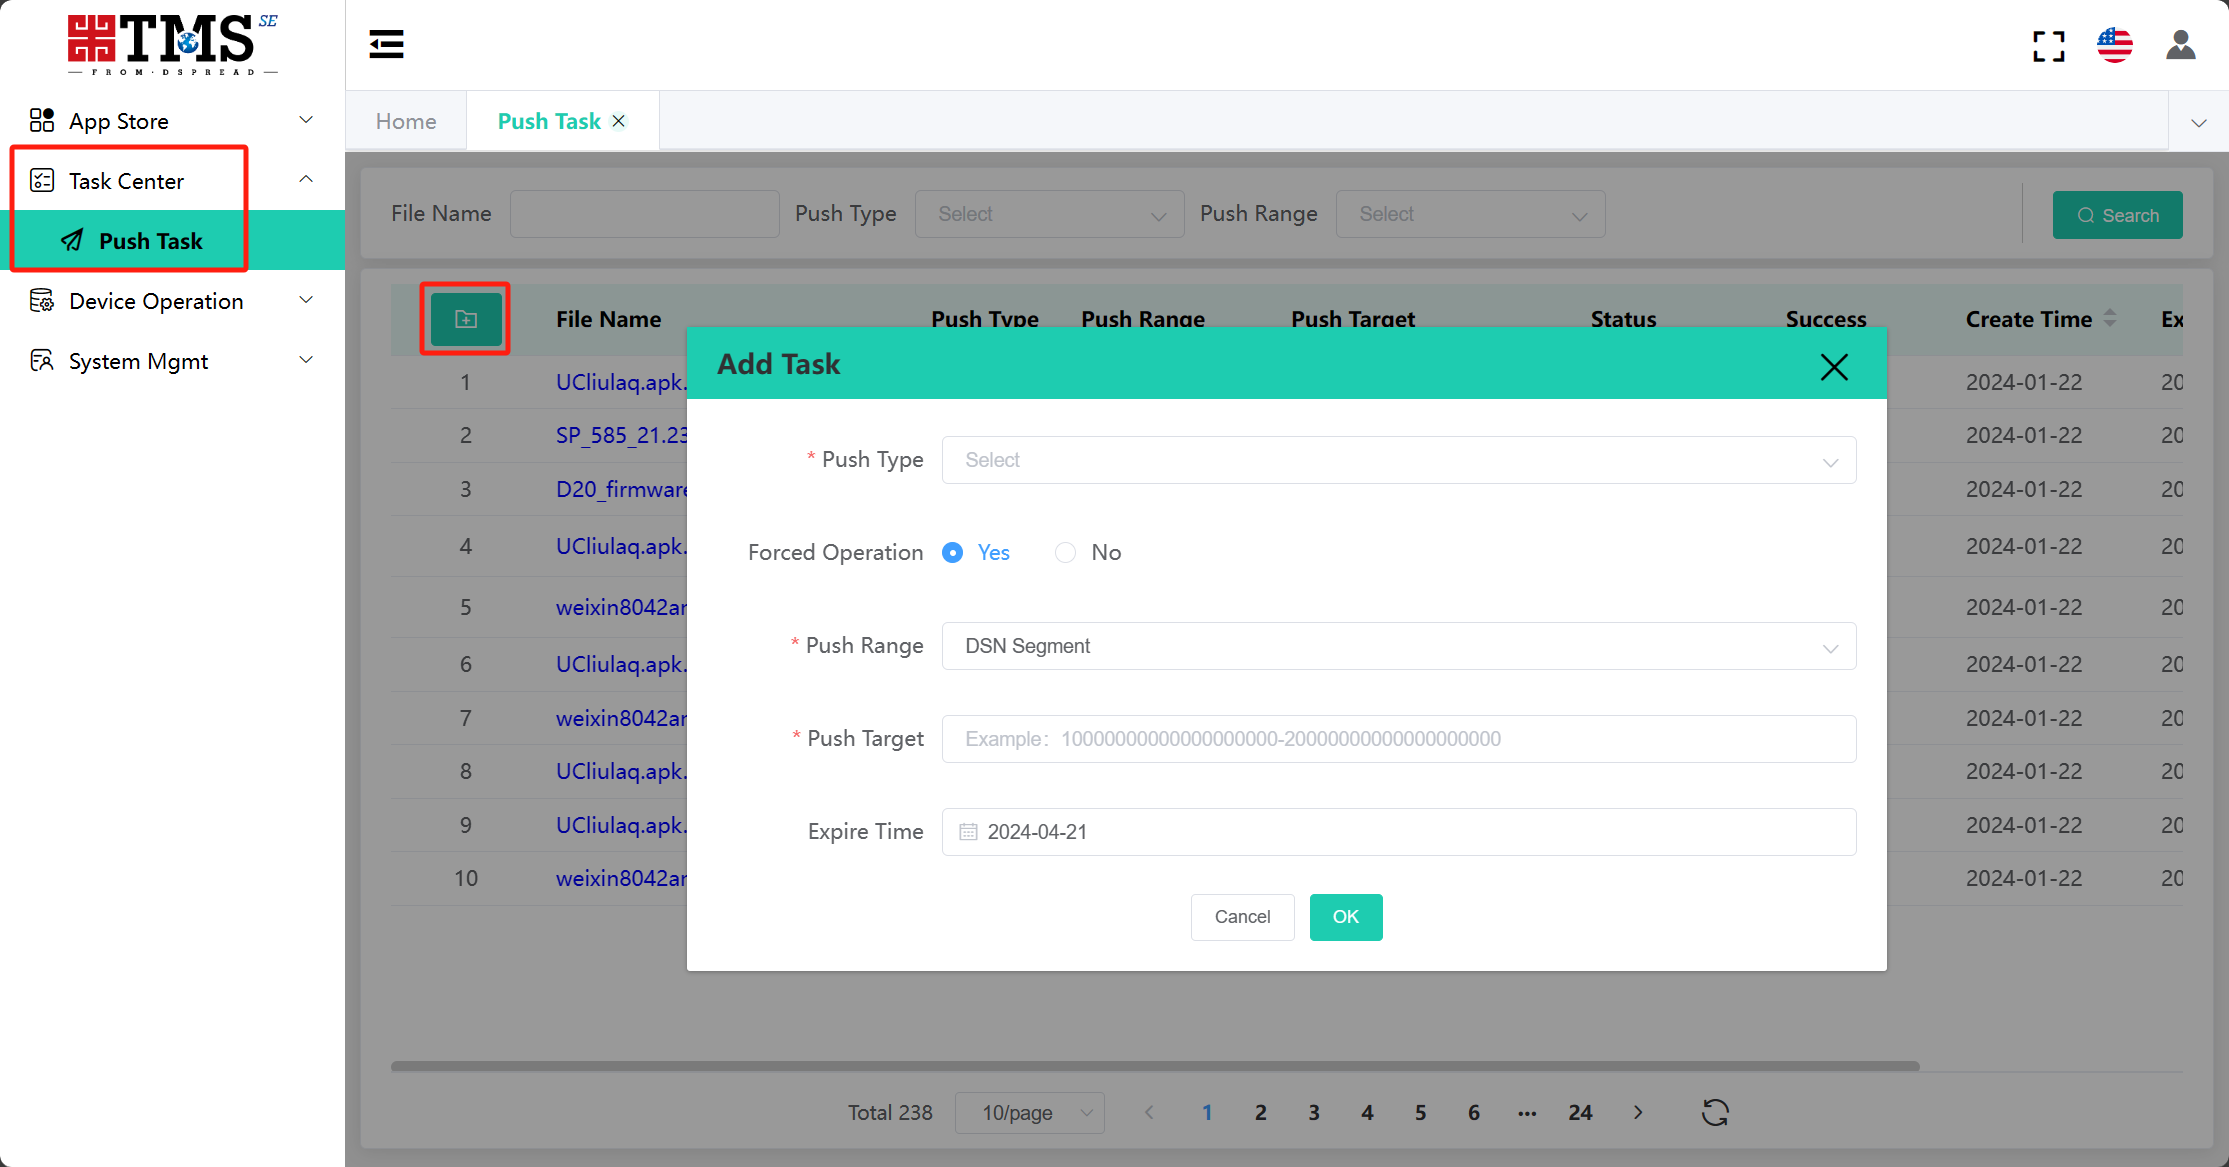 TMS SE
FROM·DSPREAD
App Store
Task Center
Push Task
Device Operation
System Mgmt
Home
Push Task
File Name
Push Type Select
Push Range Select
Search
File Name Push Type Push Range Push Target Status Success Create Time Ex
Add Task
* Push Type Select
Forced Operation Yes No
* Push Range DSN Segment
* Push Target Example: 10000000000000000000-20000000000000000000
Expire Time 2024-04-21
Cancel OK
1 UCliulaq.apk. 2024-01-22 20
2 SP_585_21.23 2024-01-22 20
3 D20_firmware 2024-01-22 20
4 UCliulaq.apk. 2024-01-22 20
5 weixin8042ar 2024-01-22 20
6 UCliulaq.apk. 2024-01-22 20
7 weixin8042ar 2024-01-22 20
8 UCliulaq.apk. 2024-01-22 20
9 UCliulaq.apk. 2024-01-22 20
10 weixin8042ar 2024-01-22 20
Total 238 10/page 1 2 3 4 5 6 ••• 24